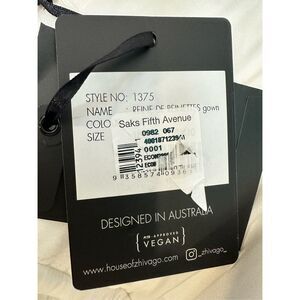 STYLE NO: 1375
NAME : REINE DE REINETTES gown
COLO
Saks Fifth Avenue
SIZE
0982 067
0001
DESIGNED IN AUSTRALIA
-APPROVED
VEGAN
www.houseofzhivago.com
_zhivago_